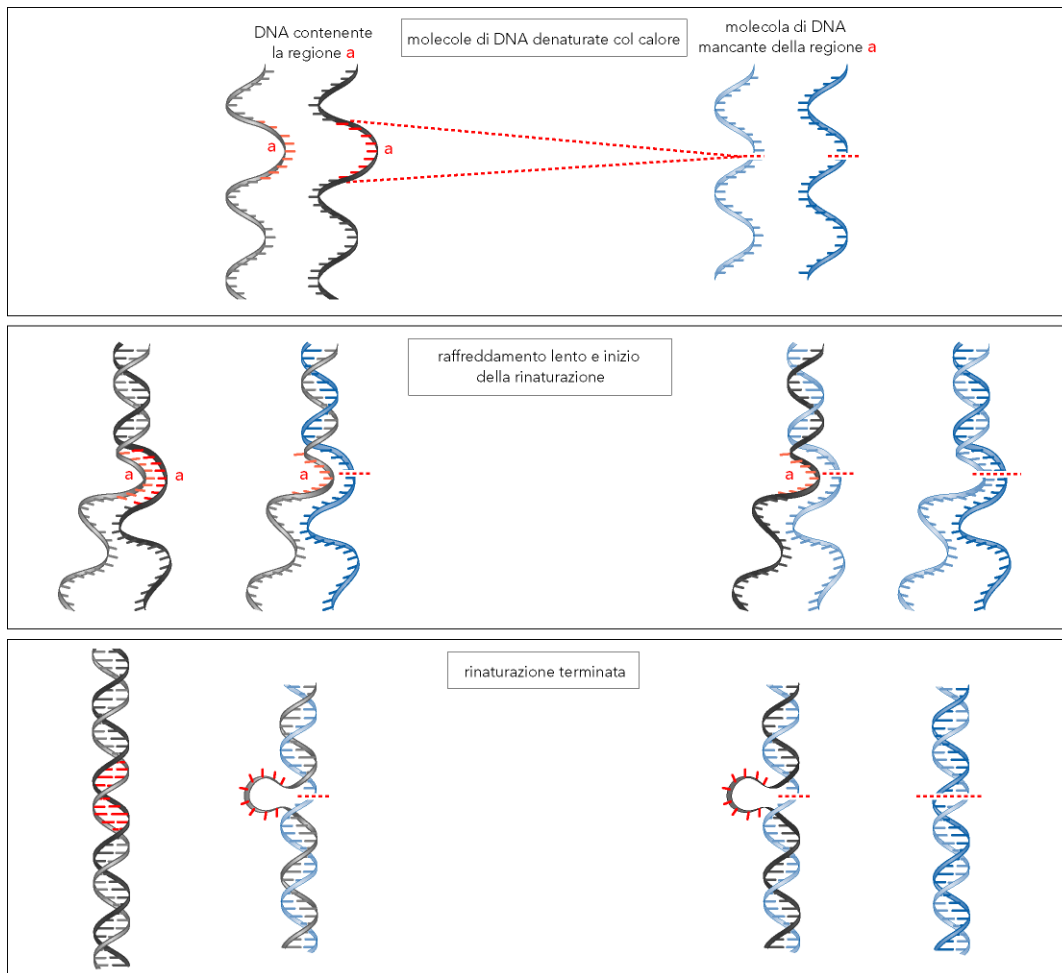 DNA contenente
la regione a
molecole di DNA denaturate col calore
molecola di DNA
mancante della regione a
a
a
raffreddamento lento e inizio
della rinaturazione
a
a
a
a
rinaturazione terminata